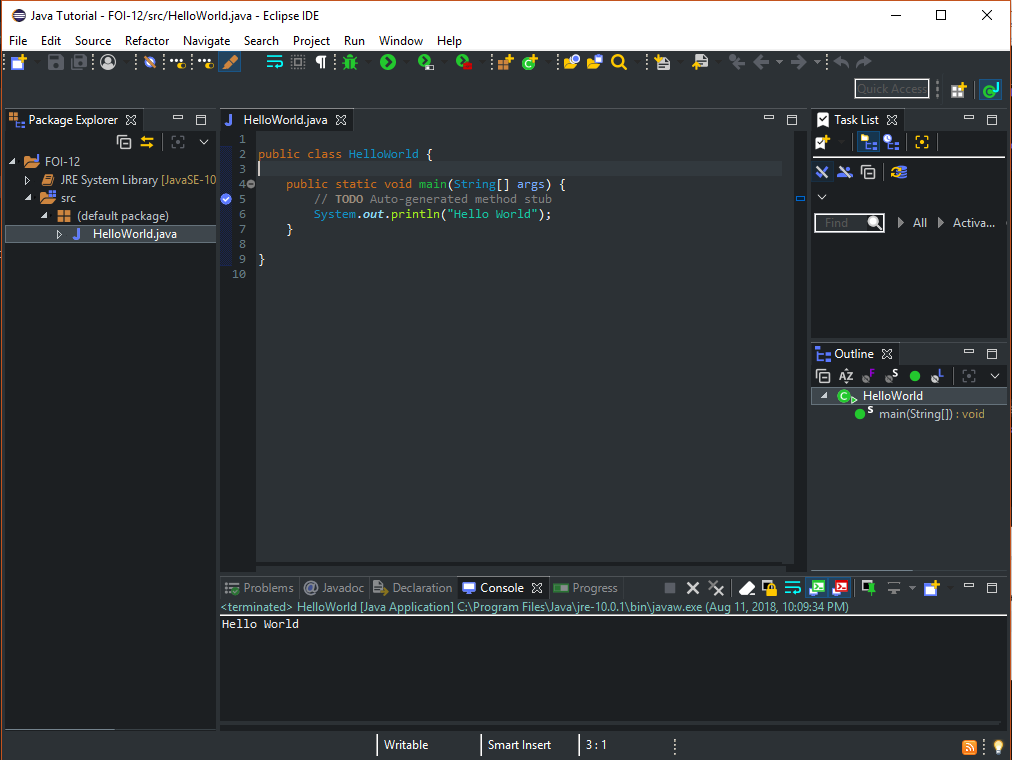 Java Tutorial - FOI-12/src/HelloWorld.java - Eclipse IDE
File Edit Source Refactor Navigate Search Project Run Window Help
Quick Access
Package Explorer
FOI-12
JRE System Library [JavaSE-10
src
(default package)
HelloWorld.java
HelloWorld.java
1
2 public class HelloWorld {
3
4 public static void main(String[] args) {
5 // TODO Auto-generated method stub
6 System.out.println("Hello World");
7 }
8
9 }
10
Task List
Find All Activa...
Outline
HelloWorld
main(String[]) : void
Problems @ Javadoc Declaration Console Progress
<terminated> HelloWorld [Java Application] C:\Program Files\Java\jre-10.0.1\bin\javaw.exe (Aug 11, 2018, 10:09:34 PM)
Hello World
Writable Smart Insert 3 : 1